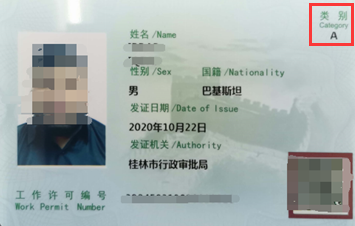 类 别
Category
A
姓名 /Name
性别 /Sex 国籍 /Nationality
男 巴基斯坦
发证日期 /Date of Issue
2020年10月22日
发证机关 /Authority
桂林市行政审批局
工 作 许 可 编 号
Work Permit Number